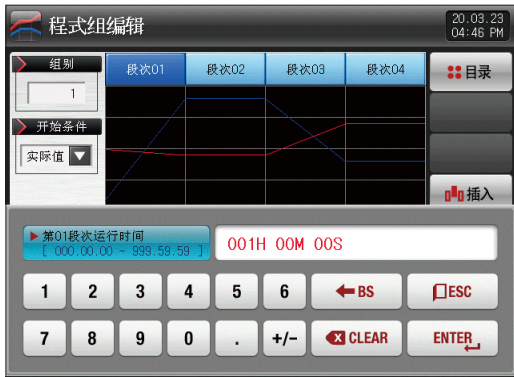 程式组编辑
20.03.23
04:46 PM
组别
1
开始条件
实际值
段次01
段次02
段次03
段次04
目录
插入
第01段次运行时间
[ 000.00.00 ~ 999.59.59 ]
001H 00M 00S
1 2 3 4 5 6 BS ESC
7 8 9 0 . +/- CLEAR ENTER